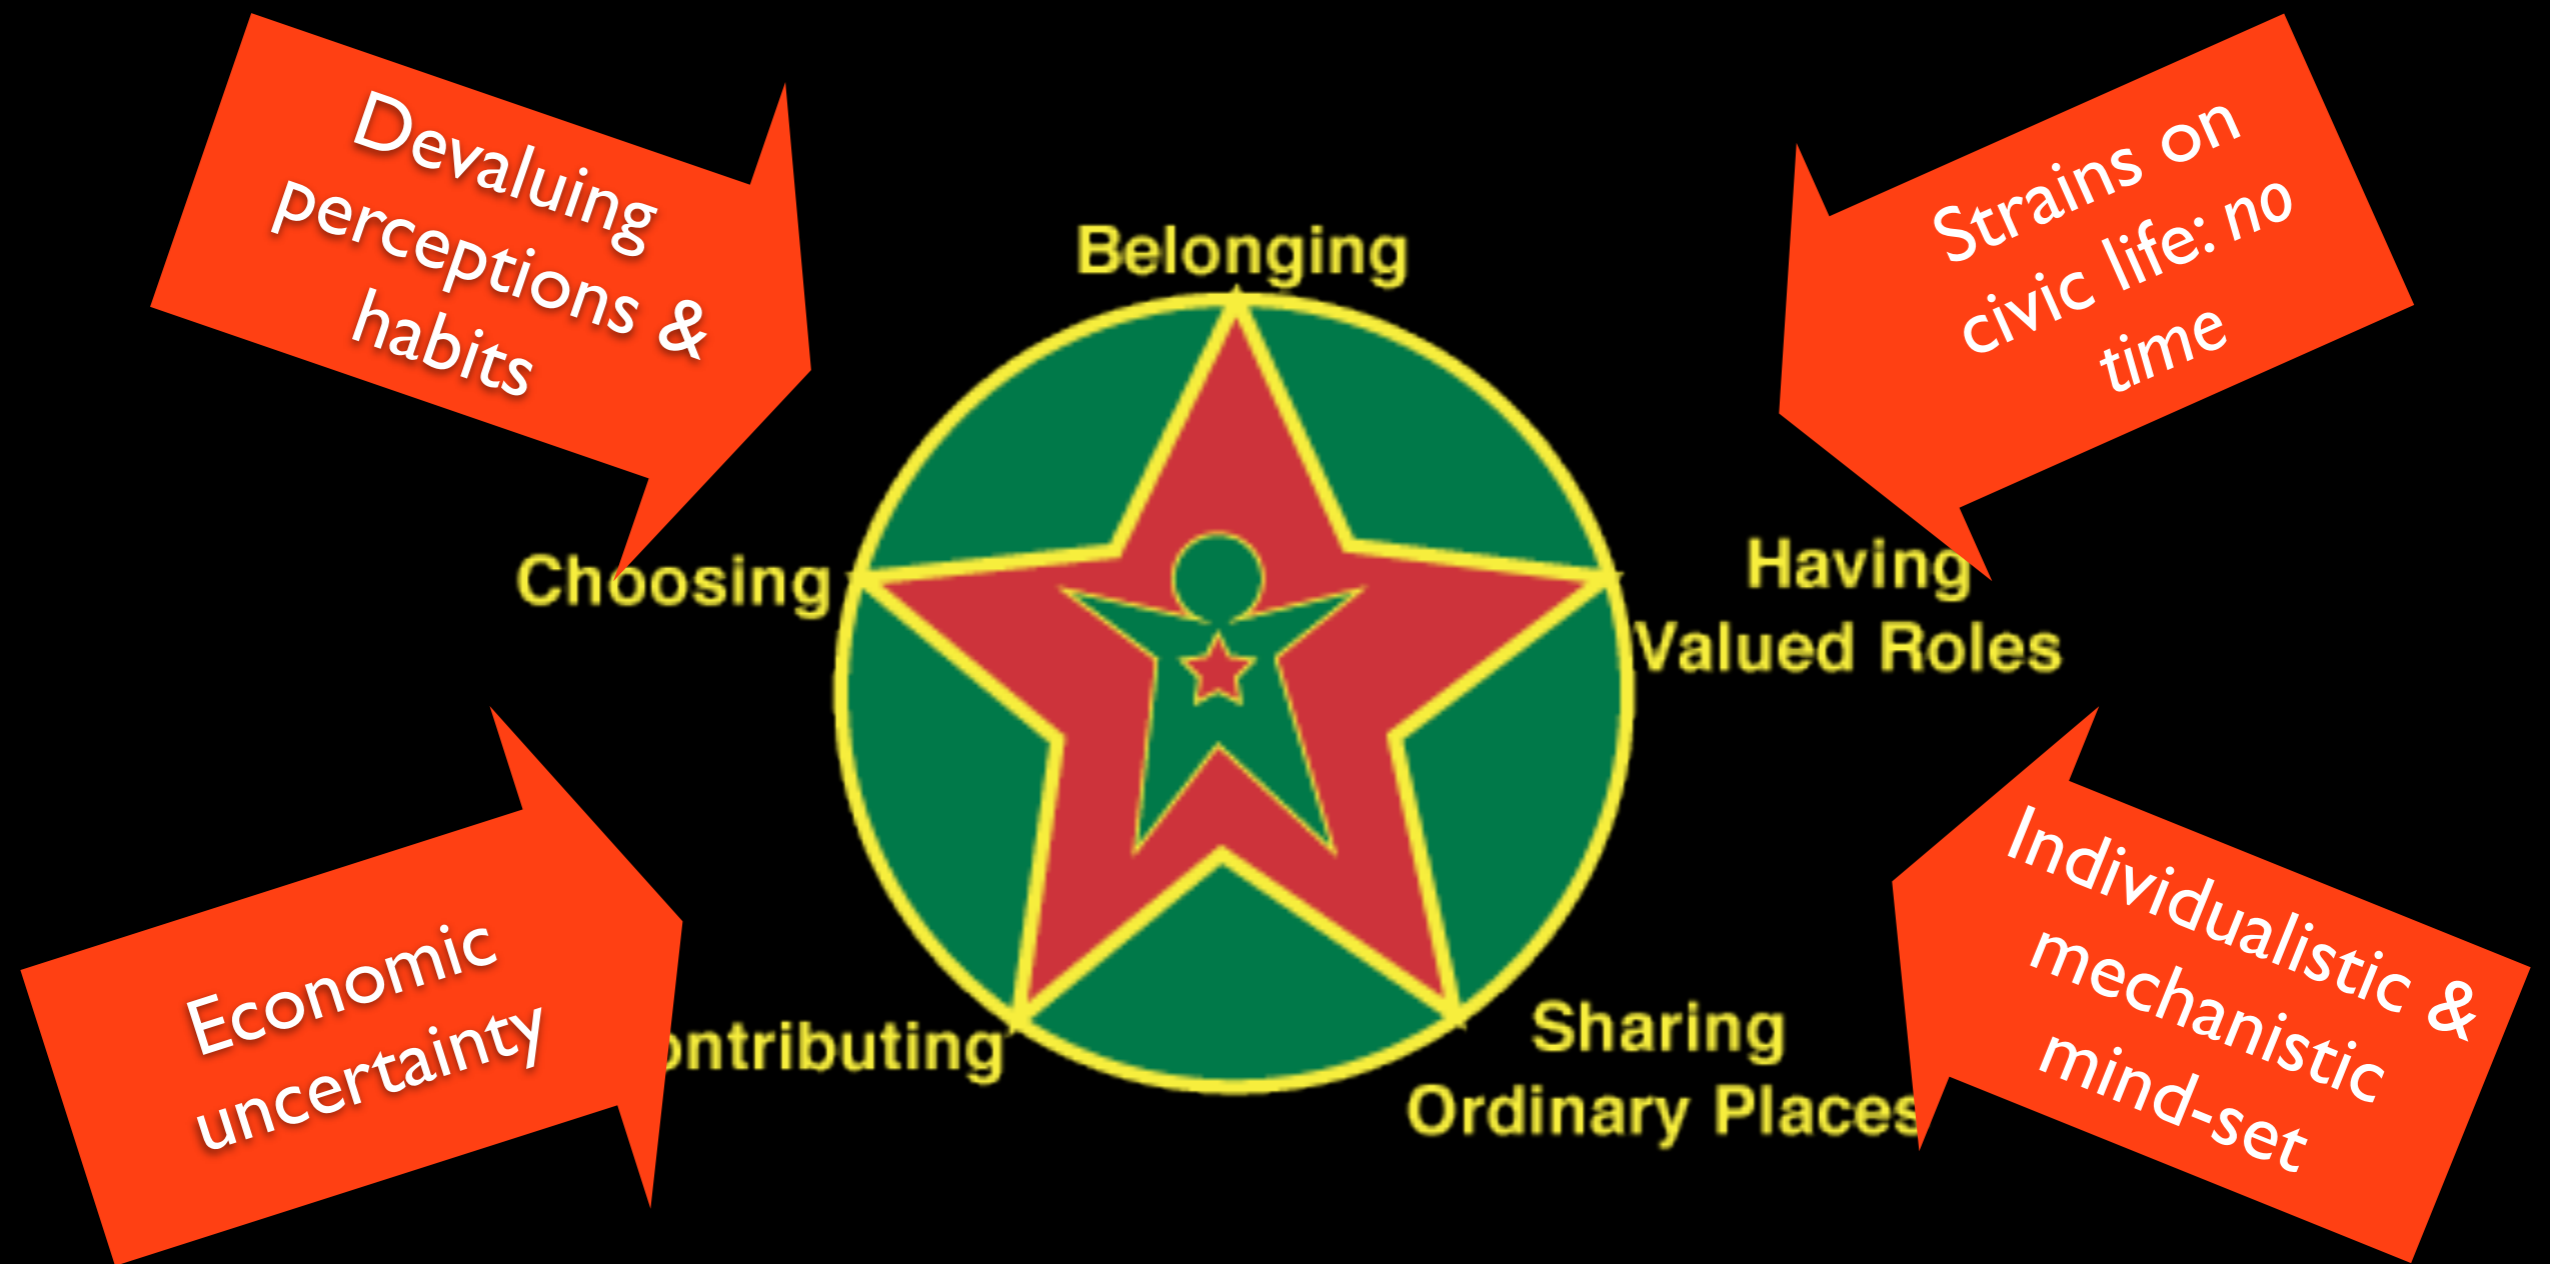 Devaluing
perceptions &
habits
Strains on
civic life: no
time
Belonging
Choosing
Having
Valued Roles
Economic
uncertainty
Individualistic &
mechanistic
mind-set
ontributing
Sharing
Ordinary Places